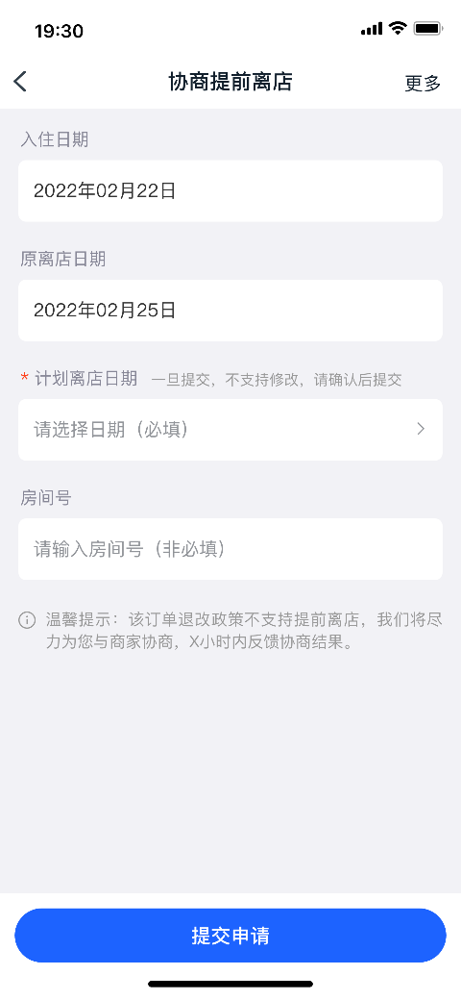 19:30
协商提前离店
更多
入住日期
2022年02月22日
原离店日期
2022年02月25日
* 计划离店日期 一旦提交，不支持修改，请确认后提交
请选择日期（必填）
房间号
请输入房间号（非必填）
温馨提示：该订单退改政策不支持提前离店，我们将尽
力为您与商家协商，X小时内反馈协商结果。
提交申请